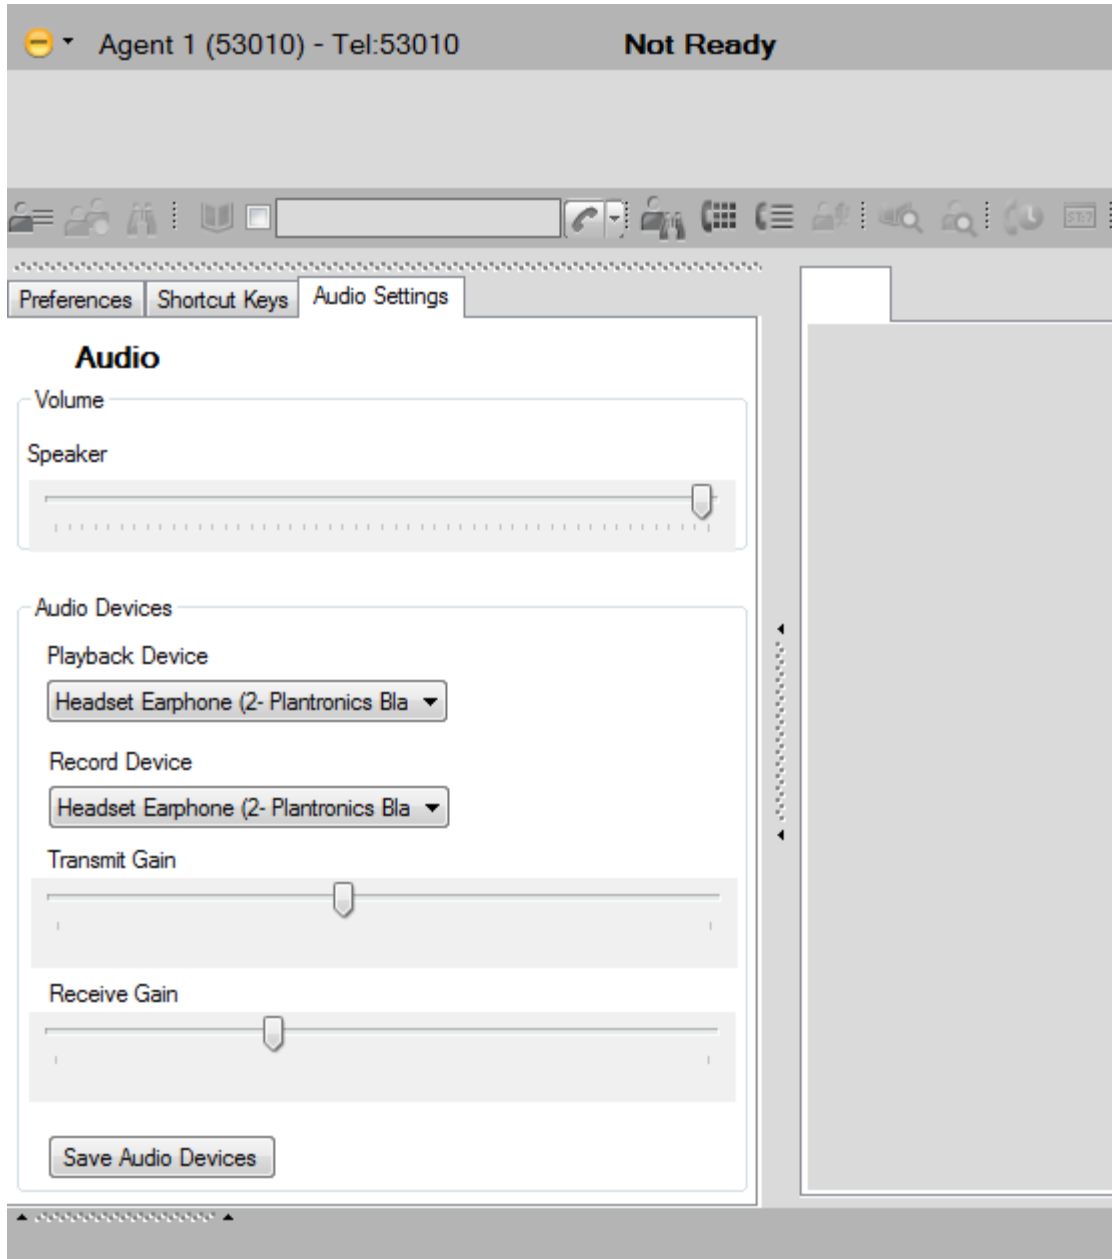 Agent 1 (53010) - Tel:53010 Not Ready
ST:7
Preferences Shortcut Keys Audio Settings
Audio
Volume
Speaker
Audio Devices
Playback Device
Headset Earphone (2- Plantronics Bla
Record Device
Headset Earphone (2- Plantronics Bla
Transmit Gain
Receive Gain
Save Audio Devices